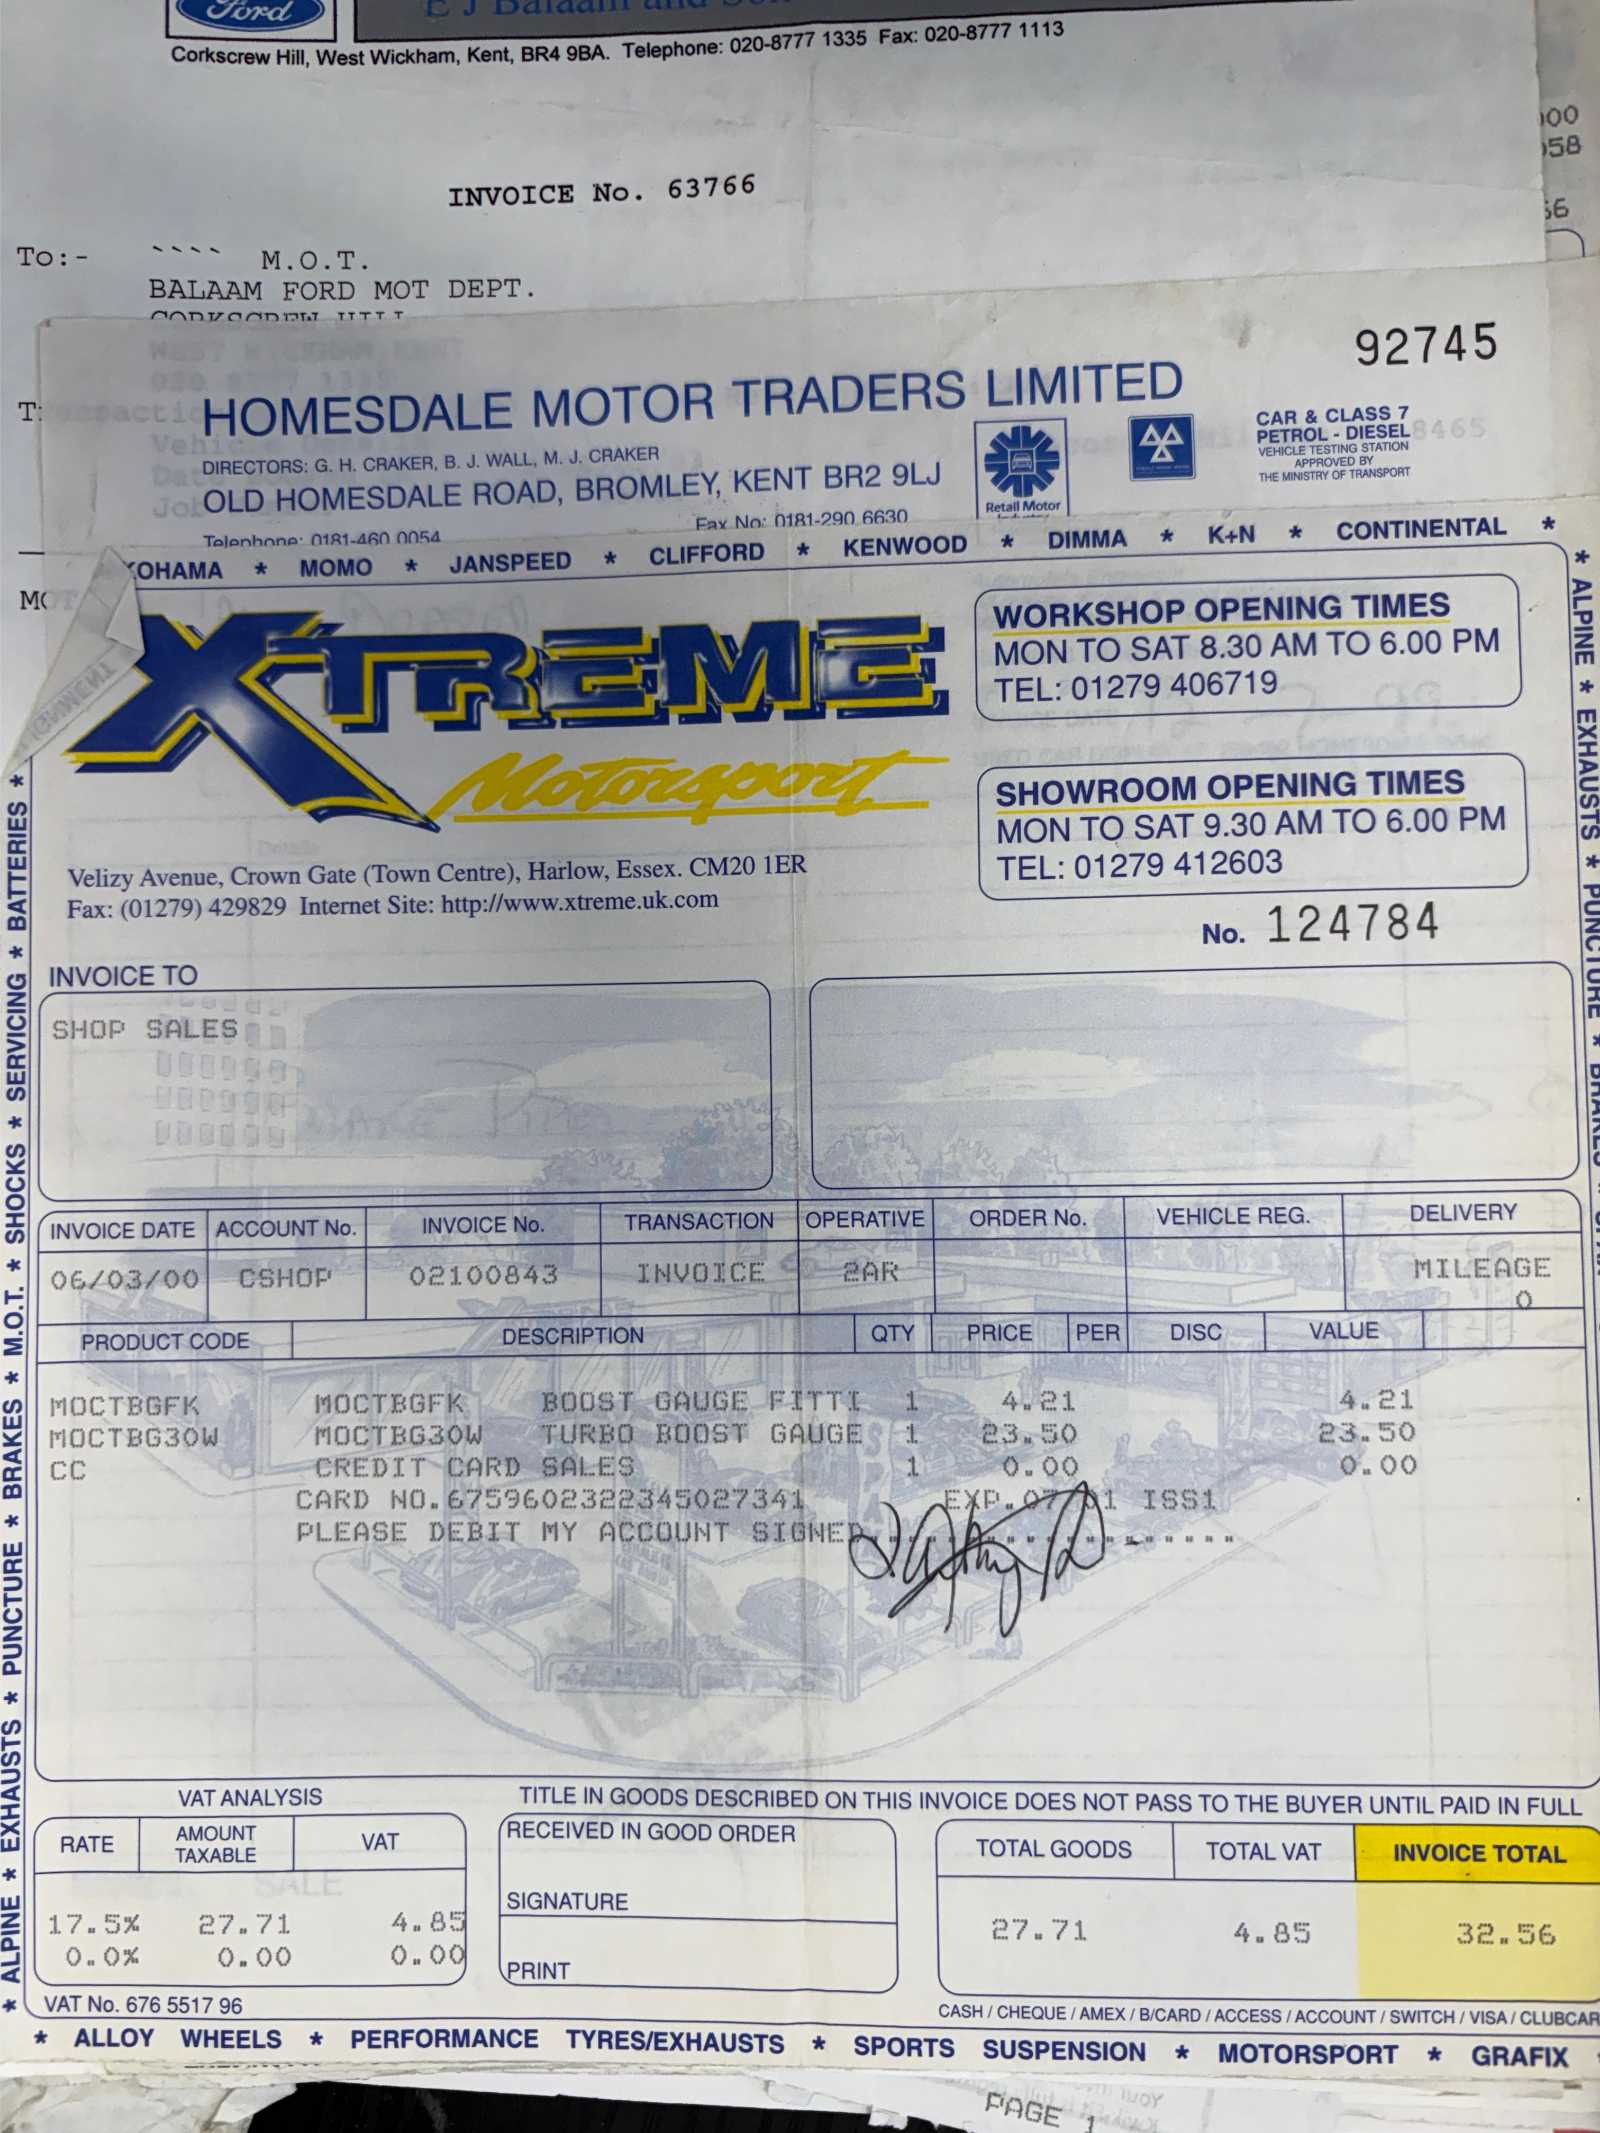 Ford
E J Balaam and Son
Corkscrew Hill, West Wickham, Kent, BR4 9BA. Telephone: 020-8777 1335 Fax: 020-8777 1113
INVOICE No. 63766
To:- ```` M.O.T.
BALAAM FORD MOT DEPT.
CORKSCREW HILL
92745
HOMESDALE MOTOR TRADERS LIMITED
DIRECTORS: G. H. CRAKER, B. J. WALL, M. J. CRAKER
OLD HOMESDALE ROAD, BROMLEY, KENT BR2 9LJ
Telephone: 0181-460 0054 Fax No: 0181-290 6630
Retail Motor
CAR & CLASS 7
PETROL - DIESEL
VEHICLE TESTING STATION
APPROVED BY
THE MINISTRY OF TRANSPORT
OHAMA * MOMO * JANSPEED * CLIFFORD * KENWOOD * DIMMA * K+N * CONTINENTAL *
XTREME
Motorsport
WORKSHOP OPENING TIMES
MON TO SAT 8.30 AM TO 6.00 PM
TEL: 01279 406719
SHOWROOM OPENING TIMES
MON TO SAT 9.30 AM TO 6.00 PM
TEL: 01279 412603
Velizy Avenue, Crown Gate (Town Centre), Harlow, Essex. CM20 1ER
Fax: (01279) 429829 Internet Site: http://www.xtreme.uk.com
No. 124784
INVOICE TO
SHOP SALES
INVOICE DATE ACCOUNT No. INVOICE No. TRANSACTION OPERATIVE ORDER No. VEHICLE REG. DELIVERY
06/03/00 CSHOP 02100843 INVOICE 2AR MILEAGE
0
PRODUCT CODE DESCRIPTION QTY PRICE PER DISC VALUE
MOCTBGFK MOCTBGFK BOOST GAUGE FITTI 1 4.21 4.21
MOCTBG30W MOCTBG30W TURBO BOOST GAUGE 1 23.50 23.50
CC CREDIT CARD SALES 1 0.00 0.00
CARD NO.6759602322345027341 EXP.07 01 ISS1
PLEASE DEBIT MY ACCOUNT SIGNED
VAT ANALYSIS
RATE AMOUNT TAXABLE VAT
17.5% 27.71 4.85
0.0% 0.00 0.00
VAT No. 676 5517 96
TITLE IN GOODS DESCRIBED ON THIS INVOICE DOES NOT PASS TO THE BUYER UNTIL PAID IN FULL
RECEIVED IN GOOD ORDER
SIGNATURE
PRINT
TOTAL GOODS TOTAL VAT INVOICE TOTAL
27.71 4.85 32.56
CASH / CHEQUE / AMEX / B/CARD / ACCESS / ACCOUNT / SWITCH / VISA / CLUBCAR
* ALLOY WHEELS * PERFORMANCE TYRES/EXHAUSTS * SPORTS SUSPENSION * MOTORSPORT * GRAFIX
* ALPINE * EXHAUSTS * PUNCTURE * BRAKES * M.O.T. * SHOCKS * SERVICING * BATTERIES *
* ALPINE * EXHAUSTS * PUNCTURE * BRAKES
PAGE 1